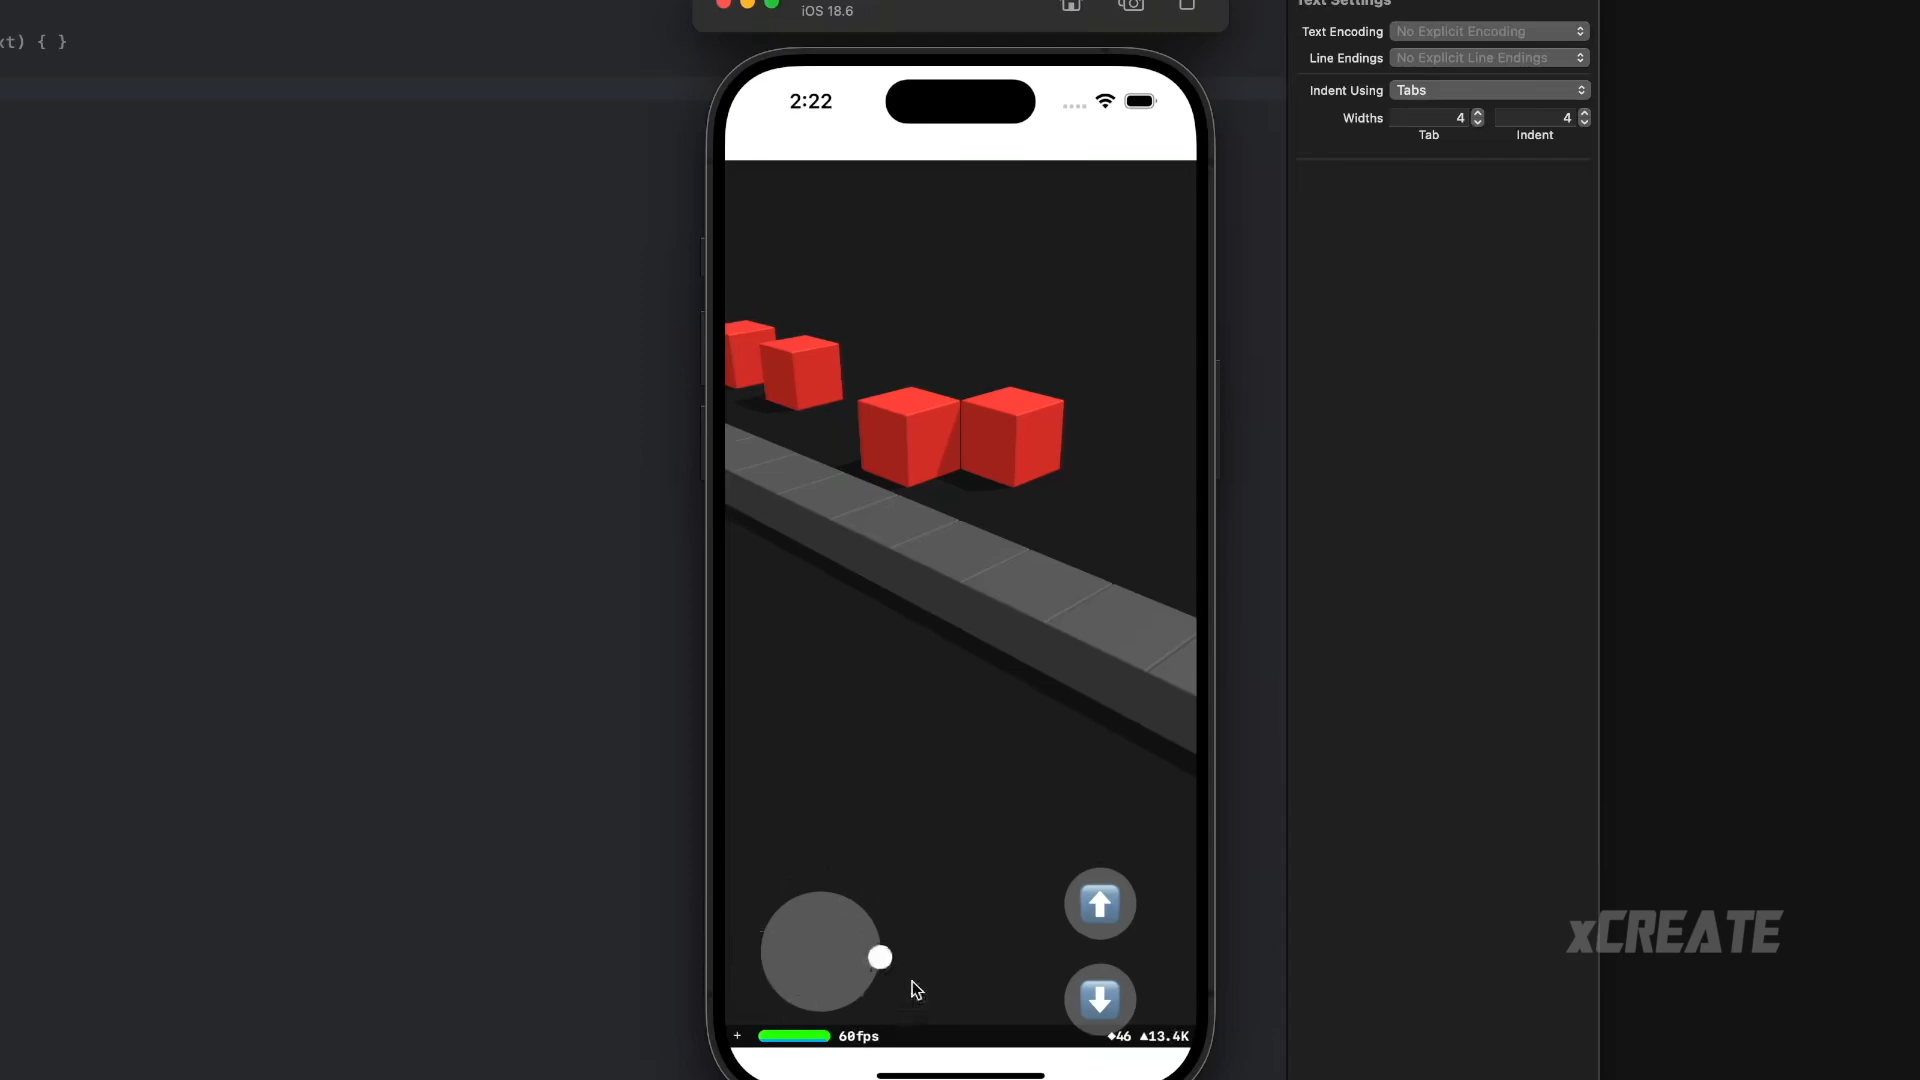 xt) { }
iOS 18.6
2:22
60fps
◆46 ▲13.4K
Text Settings
Text Encoding No Explicit Encoding
Line Endings No Explicit Line Endings
Indent Using Tabs
Widths 4 4
Tab Indent
xCREATE